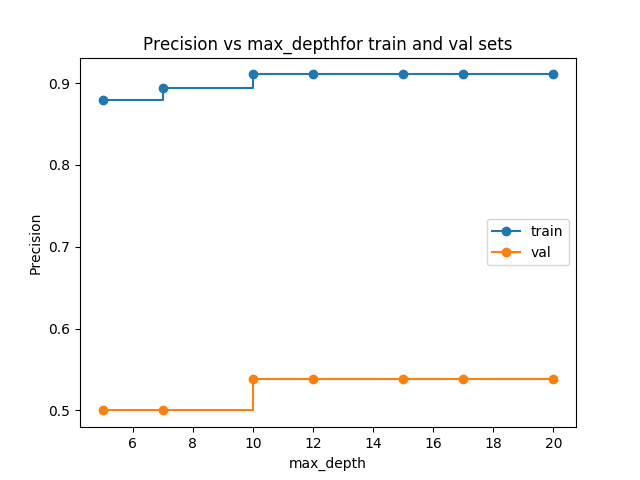 Precision vs max_depthfor train and val sets
Precision
0.9
0.8
0.7
0.6
0.5
train
val
6 8 10 12 14 16 18 20
max_depth